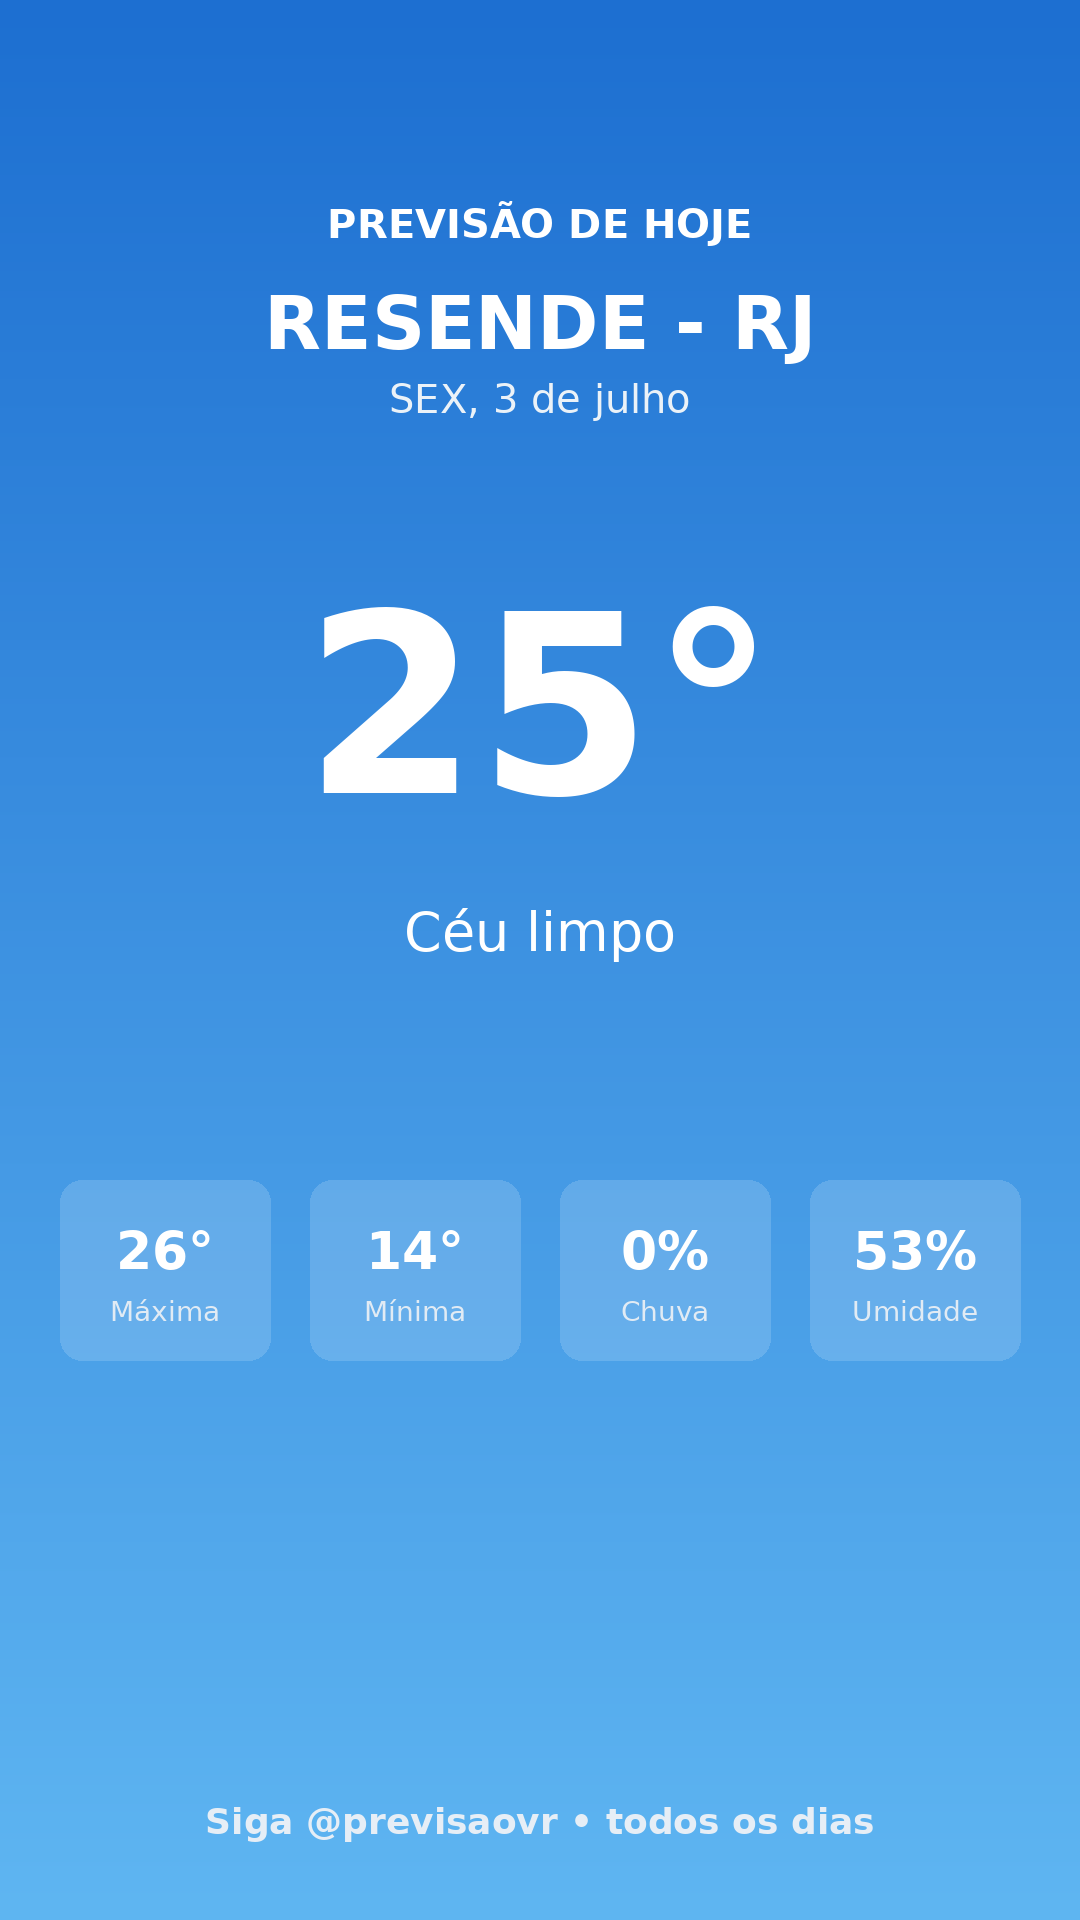 PREVISÃO DE HOJE
RESENDE - RJ
SEX, 3 de julho
25°
Céu limpo
26° 14° 0% 53%
Máxima Mínima Chuva Umidade
Siga @previsaovr • todos os dias